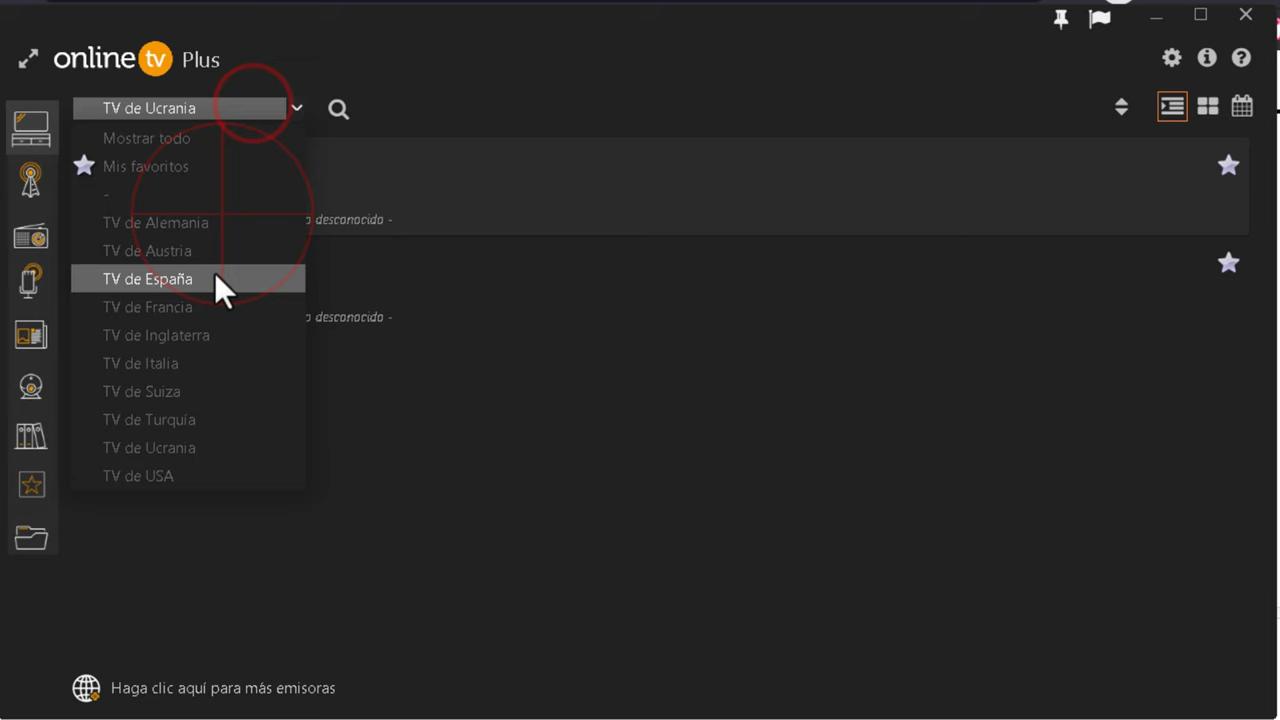 onlinetv Plus
TV de Ucrania
Mostrar todo
Mis favoritos
-
TV de Alemania
o desconocido -
TV de Austria
TV de España
TV de Francia
o desconocido -
TV de Inglaterra
TV de Italia
TV de Suiza
TV de Turquía
TV de Ucrania
TV de USA
Haga clic aquí para más emisoras